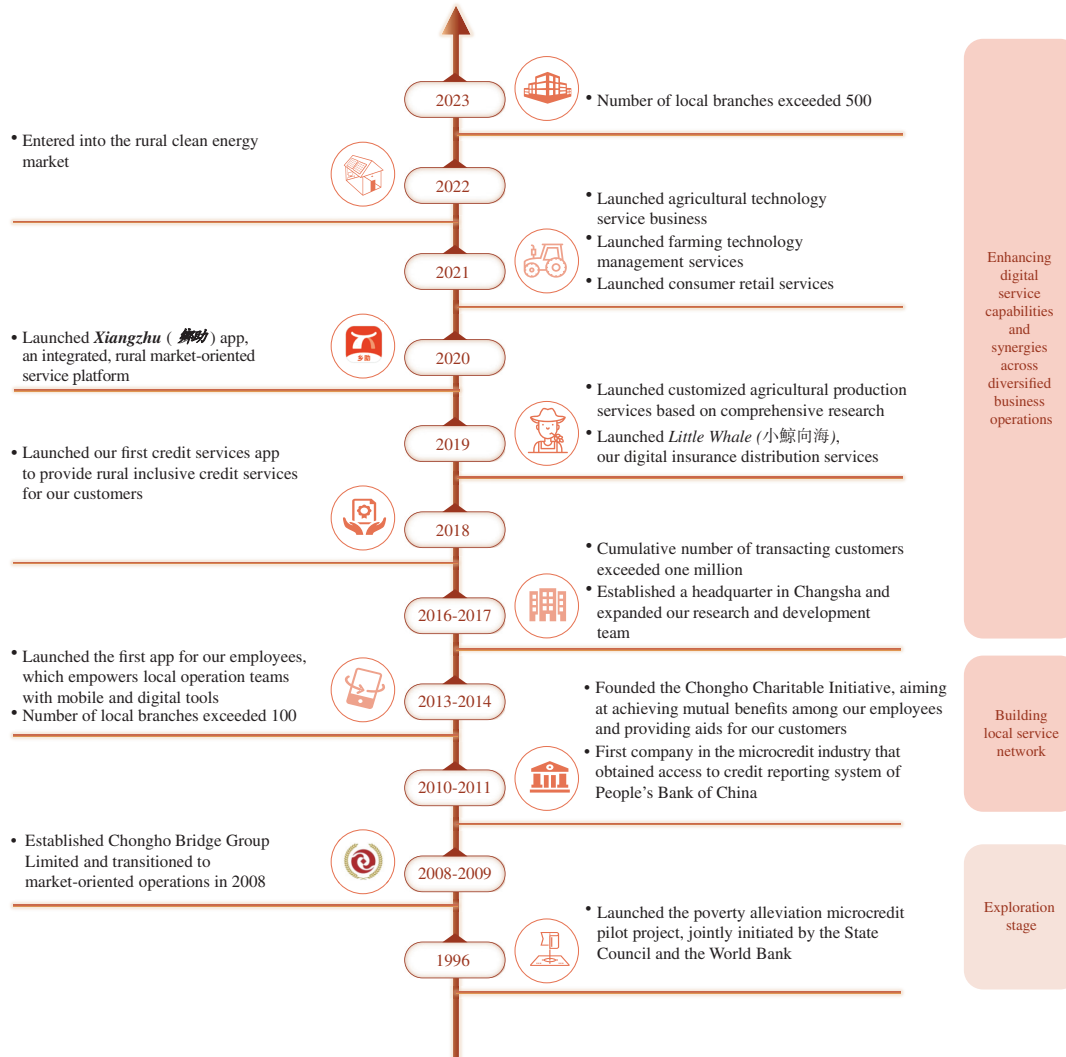 2023
• Number of local branches exceeded 500
• Entered into the rural clean energy
market
2022
• Launched agricultural technology
service business
• Launched farming technology
management services
• Launched consumer retail services
2021
• Launched Xiangzhu ( 鄉助 ) app,
an integrated, rural market-oriented
service platform
乡助
2020
• Launched customized agricultural production
services based on comprehensive research
• Launched Little Whale (小鯨向海),
our digital insurance distribution services
2019
• Launched our first credit services app
to provide rural inclusive credit services
for our customers
2018
• Cumulative number of transacting customers
exceeded one million
• Established a headquarter in Changsha and
expanded our research and development
team
2016-2017
Enhancing
digital
service
capabilities
and
synergies
across
diversified
business
operations
• Launched the first app for our employees,
which empowers local operation teams
with mobile and digital tools
• Number of local branches exceeded 100
2013-2014
• Founded the Chongho Charitable Initiative, aiming
at achieving mutual benefits among our employees
and providing aids for our customers
• First company in the microcredit industry that
obtained access to credit reporting system of
People's Bank of China
2010-2011
Building
local service
network
• Established Chongho Bridge Group
Limited and transitioned to
market-oriented operations in 2008
2008-2009
• Launched the poverty alleviation microcredit
pilot project, jointly initiated by the State
Council and the World Bank
1996
Exploration
stage